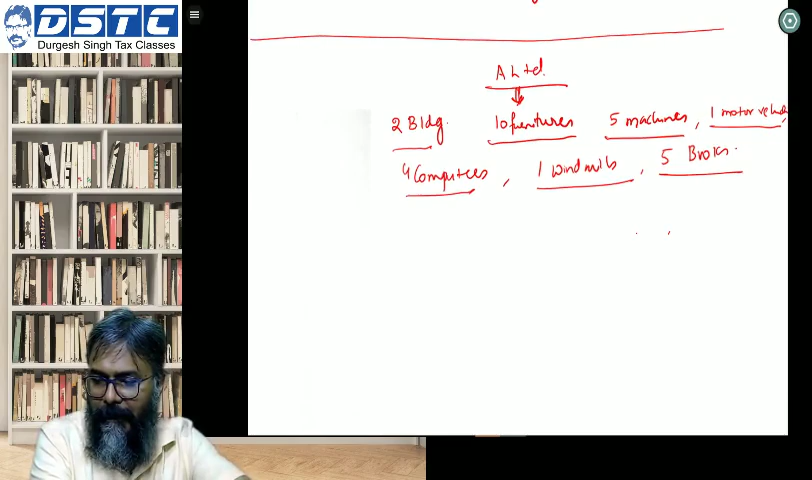 DSTC
Durgesh Singh Tax Classes
A Ltd.
2 Bldg. 10 furnitures 5 machines, 1 motor vehicle,
4 Computers, 1 Windmills, 5 Books.